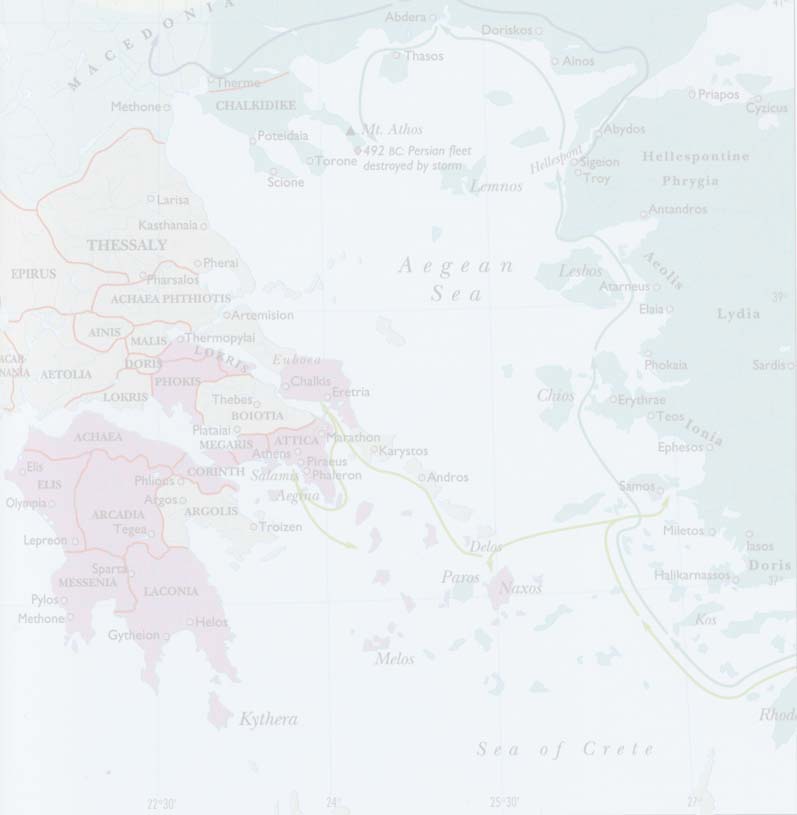 MACEDONIA
Abdera
Doriskos
41°
Thasos
Ainos
Therme
CHALKIDIKE
Priapos
Cyzicus
Methone
Mt. Athos
Abydos
Poteidaia
492 BC: Persian fleet
destroyed by storm
Torone
Hellespont
Sigeion
Troy
Hellespontine
Phrygia
Scione
Lemnos
Larisa
Antandros
Kasthanaia
THESSALY
Pherai
Aegean
Sea
Lesbos
Aeolis
EPIRUS
Pharsalos
Atarneus
ACHAEA PHTHIOTIS
39°
Artemision
Elaia
Lydia
AINIS
MALIS
Thermopylai
LOKRIS
ACAR-
NANIA
AETOLIA
DORIS
Euboea
Phokaia
Sardis
PHOKIS
Chalkis
Eretria
LOKRIS
Thebes
Chios
Erythrae
BOIOTIA
Teos
Plataiai
Ionia
ACHAEA
MEGARIS
ATTICA
Marathon
Athens
Karystos
Ephesos
Elis
ELIS
CORINTH
Piraeus
Salamis
Phaleron
Andros
Phlious
Samos
Olympia
Argos
Aegina
ARCADIA
ARGOLIS
Tegea
Troizen
Miletos
Lepreon
Delos
Iasos
Doris
Sparta
Paros
Naxos
Halikarnassos
37°
MESSENIA
LACONIA
Pylos
Methone
Helos
Kos
Gytheion
Melos
Kythera
Rhod
Sea of Crete
22°30'
24°
25°30'
27°